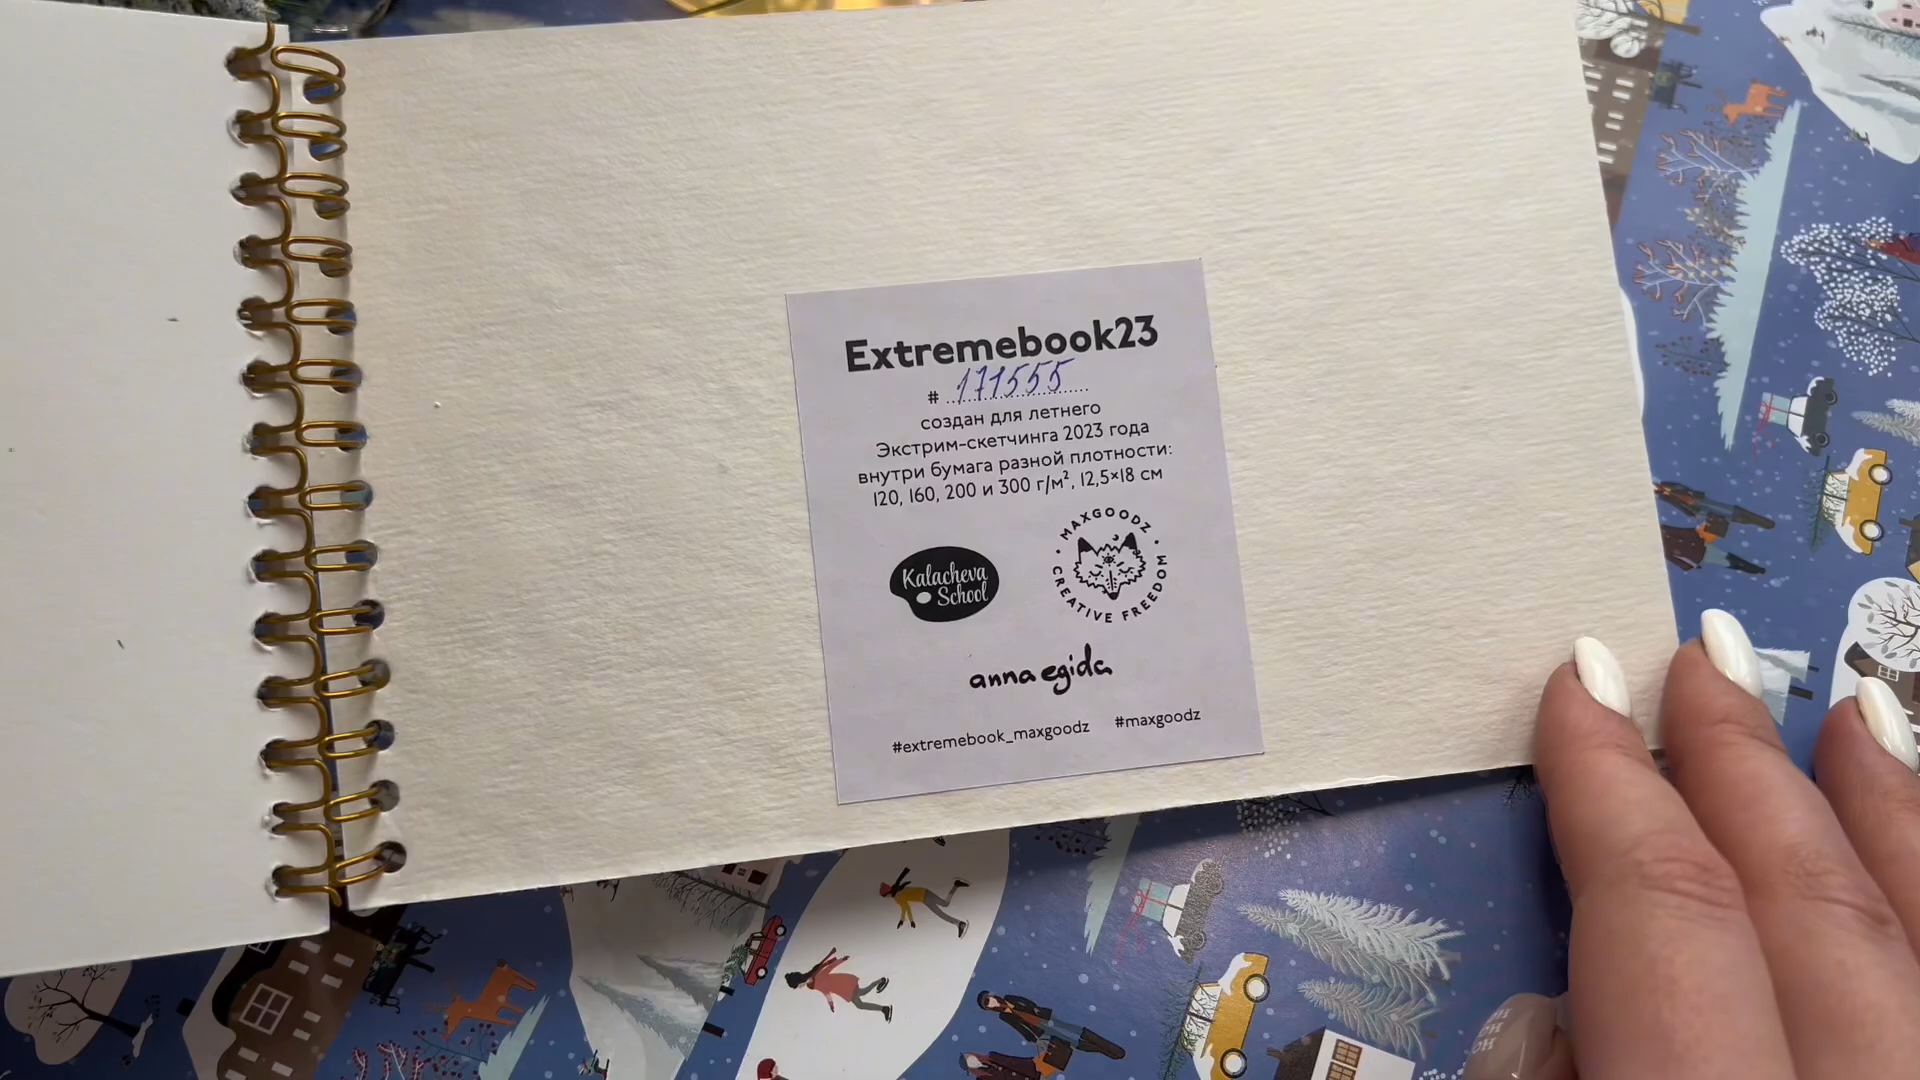 Extremebook23
# 171555
создан для летнего
Экстрим-скетчинга 2023 года
внутри бумага разной плотности:
120, 160, 200 и 300 г/м², 12,5×18 см
Kalacheva
School
• MAXGOODZ •
CREATIVE FREEDOM
anna egida
#extremebook_maxgoodz #maxgoodz